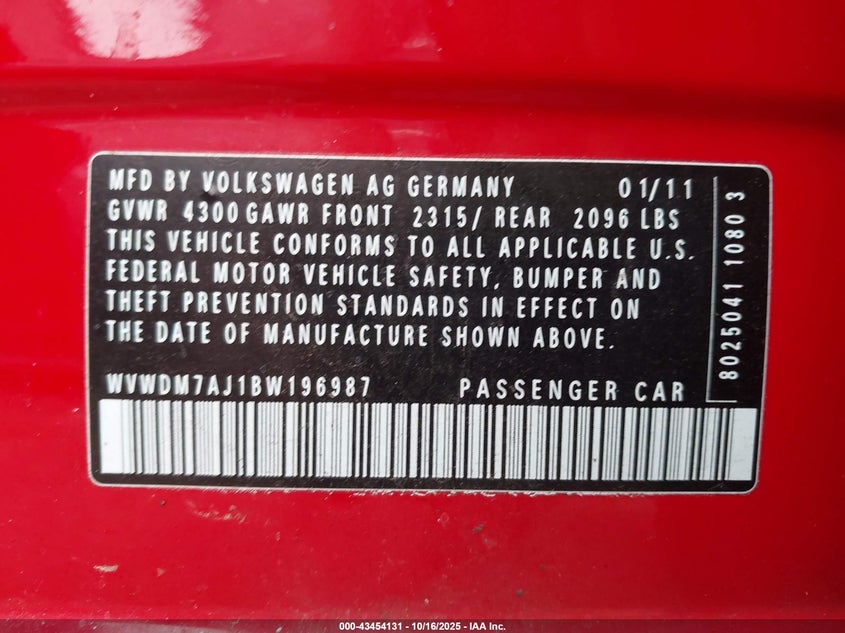 MFD BY VOLKSWAGEN AG GERMANY 01/11
GVWR 4300 GAWR FRONT 2315/ REAR 2096 LBS
THIS VEHICLE CONFORMS TO ALL APPLICABLE U.S.
FEDERAL MOTOR VEHICLE SAFETY, BUMPER AND
THEFT PREVENTION STANDARDS IN EFFECT ON
THE DATE OF MANUFACTURE SHOWN ABOVE.
WVWDM7AJ1BW196987 PASSENGER CAR
8025041 1080 3
000-43454131 - 10/16/2025 - IAA Inc.